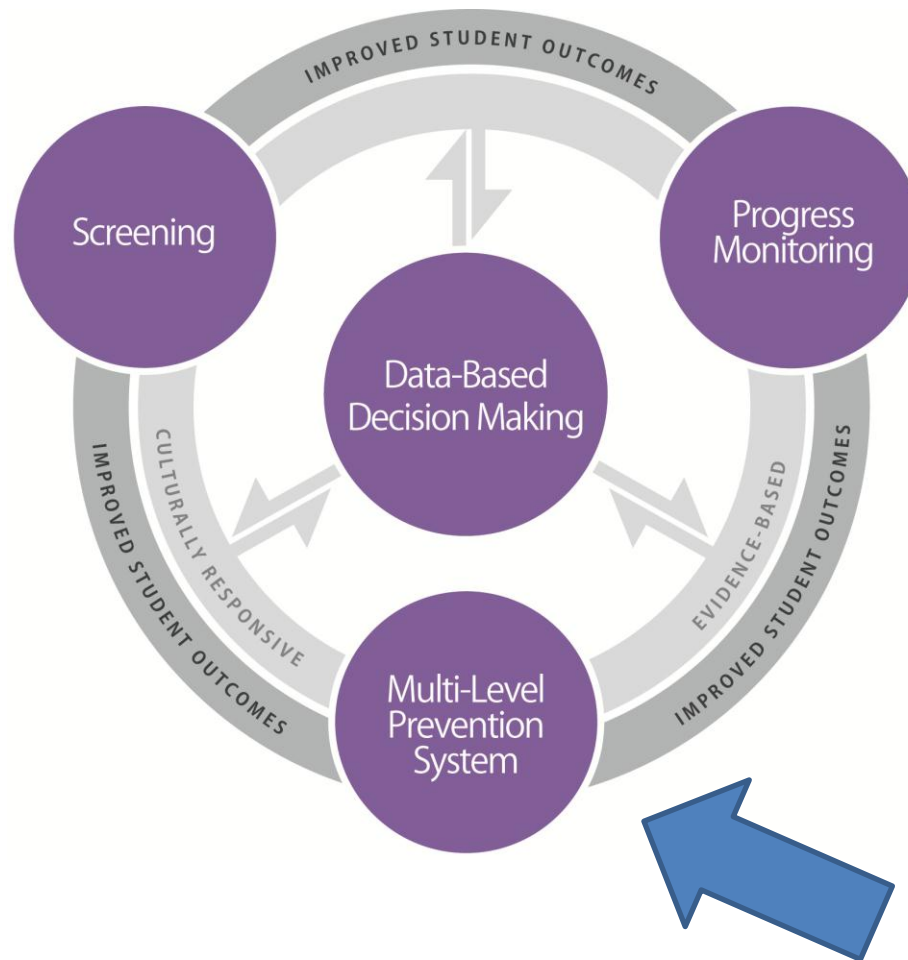 IMPROVED STUDENT OUTCOMES
Screening
Progress
Monitoring
Data-Based
Decision Making
IMPROVED STUDENT OUTCOMES
CULTURALLY RESPONSIVE
EVIDENCE-BASED
IMPROVED STUDENT OUTCOMES
Multi-Level
Prevention
System